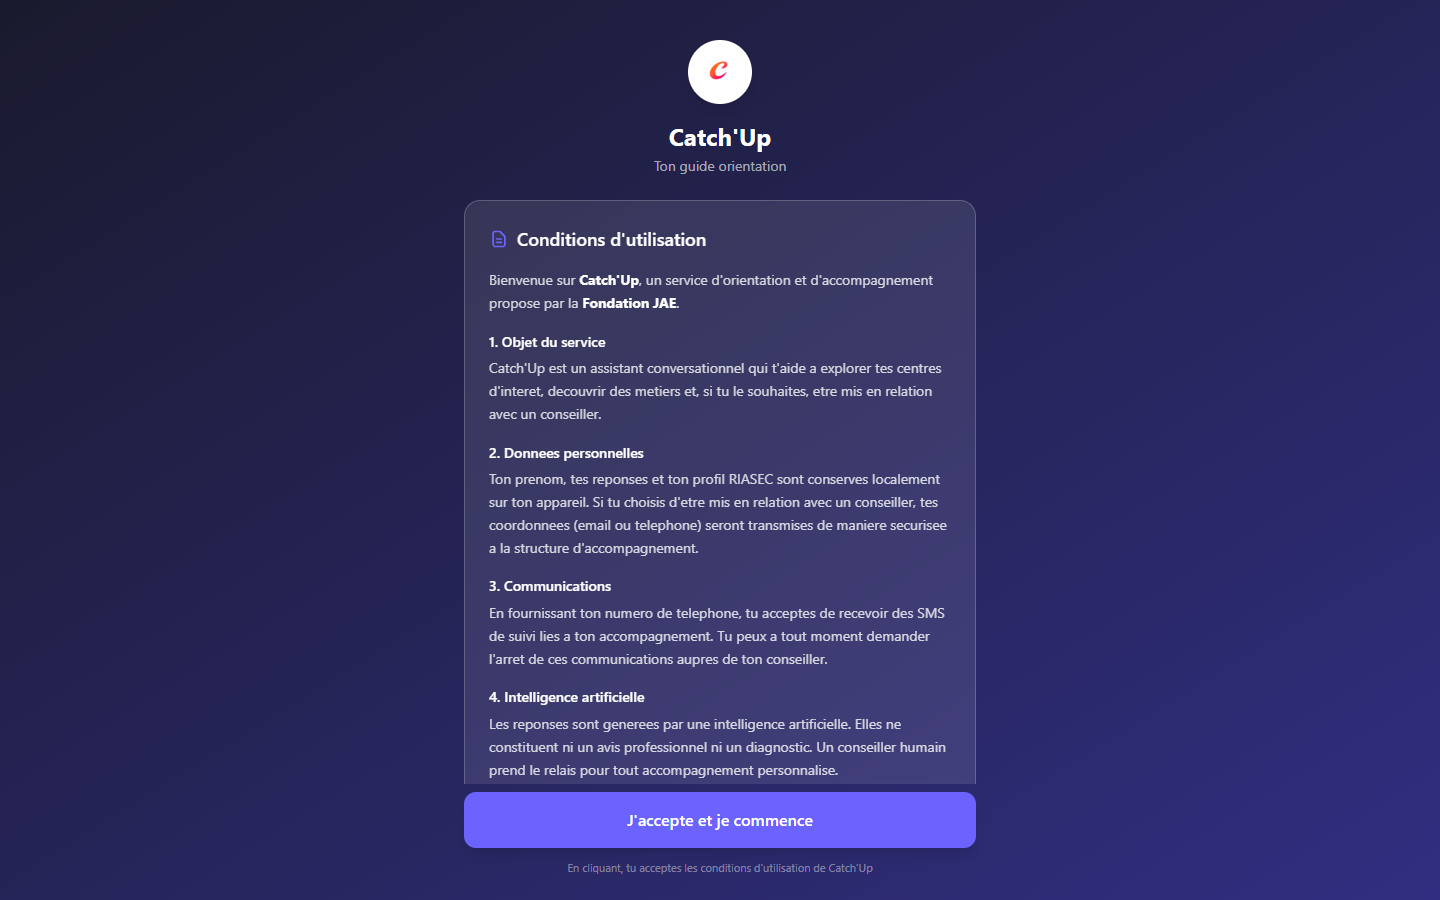 C
Catch'Up
Ton guide orientation
Conditions d'utilisation
Bienvenue sur Catch'Up, un service d'orientation et d'accompagnement
propose par la Fondation JAE.
1. Objet du service
Catch'Up est un assistant conversationnel qui t'aide a explorer tes centres
d'interet, decouvrir des metiers et, si tu le souhaites, etre mis en relation
avec un conseiller.
2. Donnees personnelles
Ton prenom, tes reponses et ton profil RIASEC sont conserves localement
sur ton appareil. Si tu choisis d'etre mis en relation avec un conseiller, tes
coordonnees (email ou telephone) seront transmises de maniere securisee
a la structure d'accompagnement.
3. Communications
En fournissant ton numero de telephone, tu acceptes de recevoir des SMS
de suivi lies a ton accompagnement. Tu peux a tout moment demander
l'arret de ces communications aupres de ton conseiller.
4. Intelligence artificielle
Les reponses sont generees par une intelligence artificielle. Elles ne
constituent ni un avis professionnel ni un diagnostic. Un conseiller humain
prend le relais pour tout accompagnement personnalise.
J'accepte et je commence
En cliquant, tu acceptes les conditions d'utilisation de Catch'Up